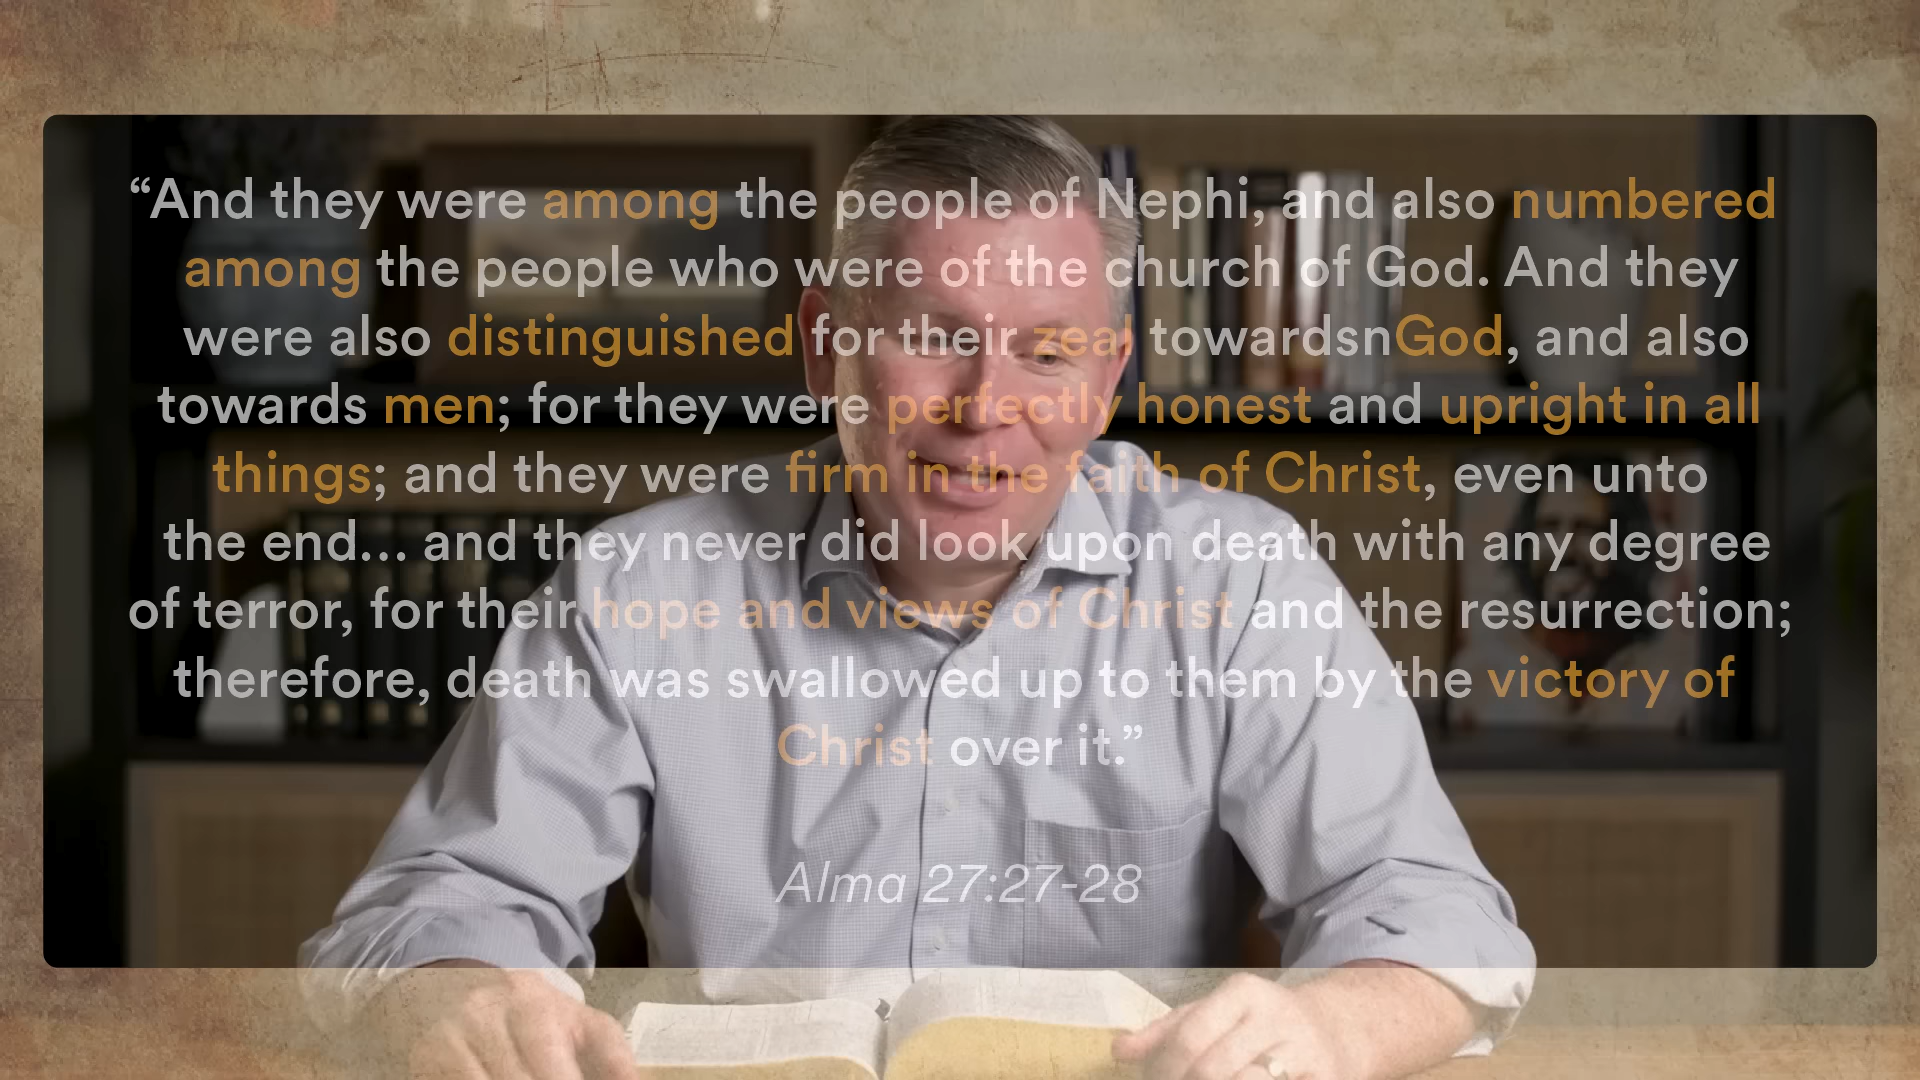 “And they were among the people of Nephi, and also numbered
among the people who were of the church of God. And they
were also distinguished for their zeal towardsnGod, and also
towards men; for they were perfectly honest and upright in all
things; and they were firm in the faith of Christ, even unto
the end… and they never did look upon death with any degree
of terror, for their hope and views of Christ and the resurrection;
therefore, death was swallowed up to them by the victory of
Christ over it.”
Alma 27:27-28